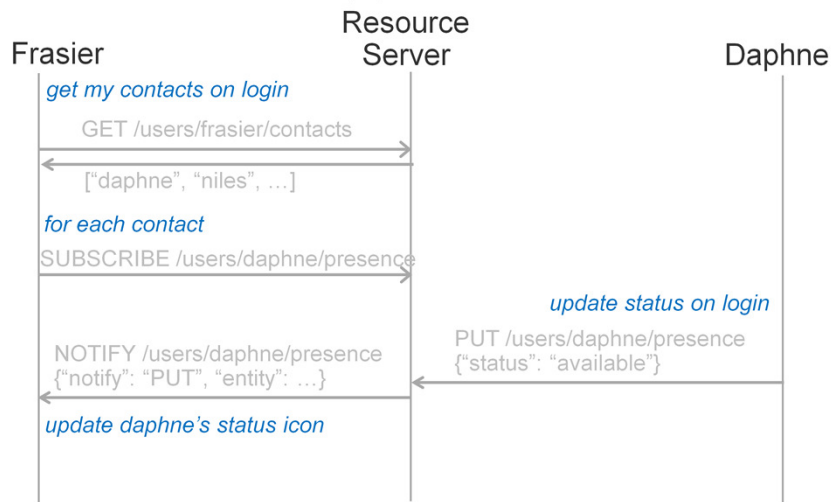 Resource
Frasier
Server
Daphne
get my contacts on login
GET /users/frasier/contacts
[“daphne”, “niles”, …]
for each contact
SUBSCRIBE /users/daphne/presence
update status on login
PUT /users/daphne/presence
{“status”: “available”}
NOTIFY /users/daphne/presence
{“notify”: “PUT”, “entity”: …}
update daphne’s status icon